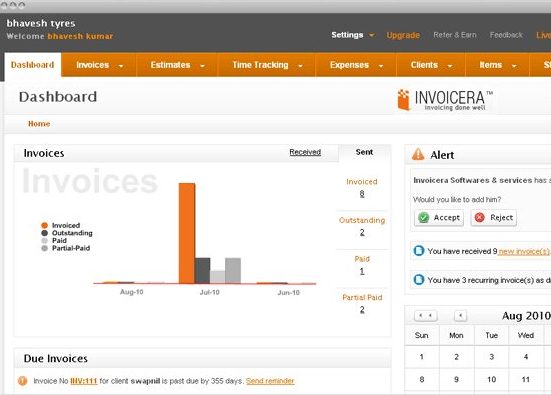 bhavesh tyres
Welcome bhavesh kumar
Settings Upgrade Refer & Earn Feedback Live
Dashboard Invoices Estimates Time Tracking Expenses Clients Items St
Dashboard
INVOICERA™
invoicing done well
Home
Invoices Received Sent
Invoices
Invoiced
Outstanding
Paid
Partial-Paid
Aug-10 Jul-10 Jun-10
Invoiced
8
Outstanding
2
Paid
1
Partial Paid
2
Alert
Invoicera Softwares & services has s
Would you like to add him?
Accept Reject
You have received 9 new invoice(s).
You have 3 recurring invoice(s) as d
Aug 2010
Sun Mon Tue Wed
1 2 3 4
8 9 10 11
Due Invoices
Invoice No INV:111 for client swapnil is past due by 355 days. Send reminder